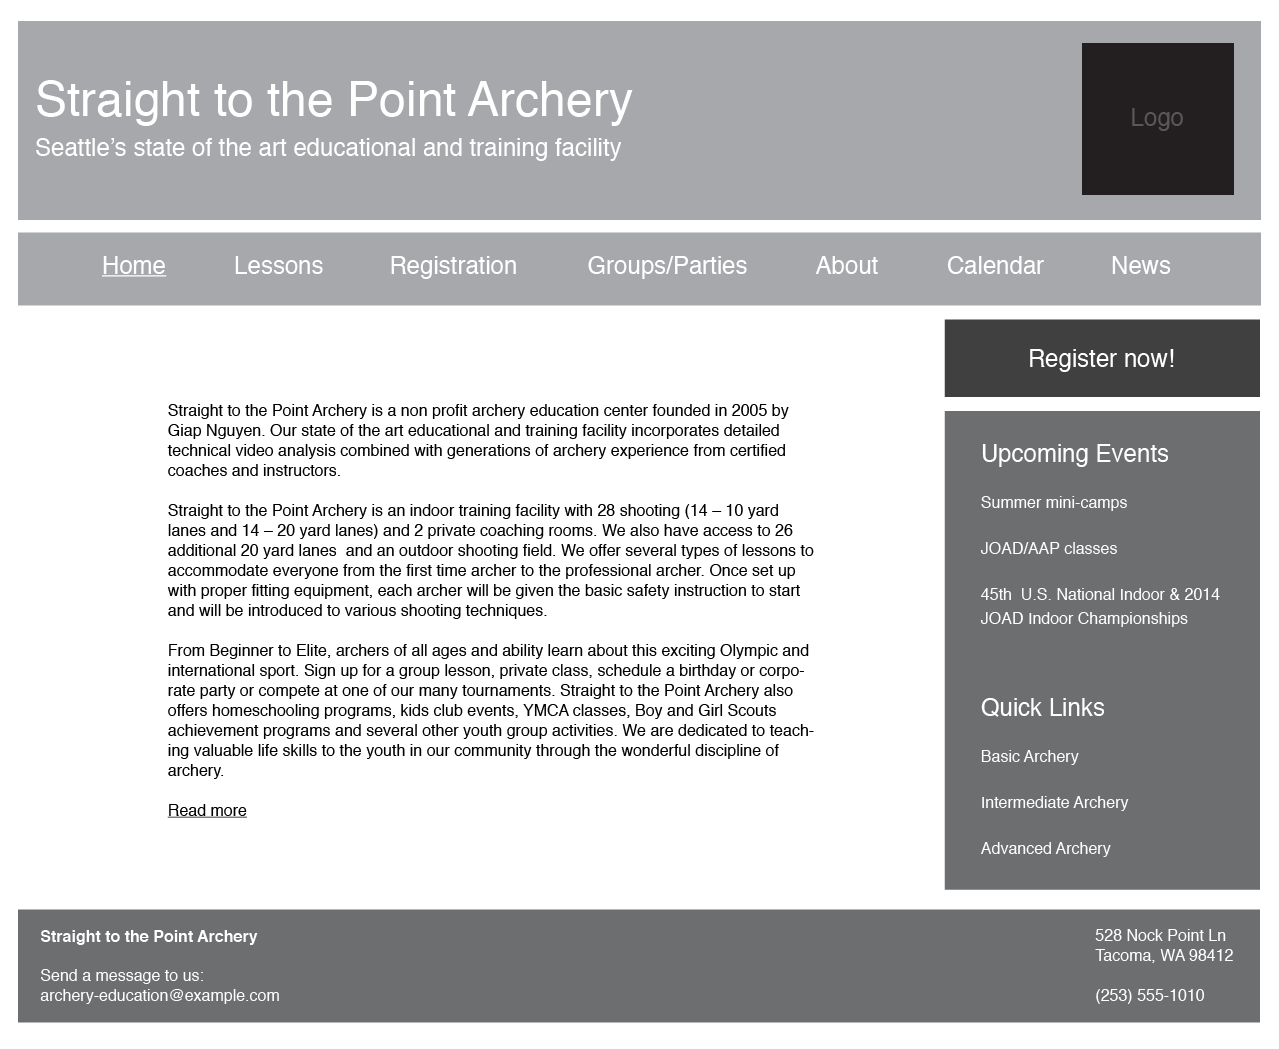 Straight to the Point Archery
Seattle’s state of the art educational and training facility
Logo
Home Lessons Registration Groups/Parties About Calendar News
Straight to the Point Archery is a non profit archery education center founded in 2005 by
Giap Nguyen. Our state of the art educational and training facility incorporates detailed
technical video analysis combined with generations of archery experience from certified
coaches and instructors.
Straight to the Point Archery is an indoor training facility with 28 shooting (14 – 10 yard
lanes and 14 – 20 yard lanes) and 2 private coaching rooms. We also have access to 26
additional 20 yard lanes  and an outdoor shooting field. We offer several types of lessons to
accommodate everyone from the first time archer to the professional archer. Once set up
with proper fitting equipment, each archer will be given the basic safety instruction to start
and will be introduced to various shooting techniques.
From Beginner to Elite, archers of all ages and ability learn about this exciting Olympic and
international sport. Sign up for a group lesson, private class, schedule a birthday or corpo-
rate party or compete at one of our many tournaments. Straight to the Point Archery also
offers homeschooling programs, kids club events, YMCA classes, Boy and Girl Scouts
achievement programs and several other youth group activities. We are dedicated to teach-
ing valuable life skills to the youth in our community through the wonderful discipline of
archery.
Read more
Register now!
Upcoming Events
Summer mini-camps
JOAD/AAP classes
45th  U.S. National Indoor & 2014
JOAD Indoor Championships
Quick Links
Basic Archery
Intermediate Archery
Advanced Archery
Straight to the Point Archery
Send a message to us:
archery-education@example.com
528 Nock Point Ln
Tacoma, WA 98412
(253) 555-1010